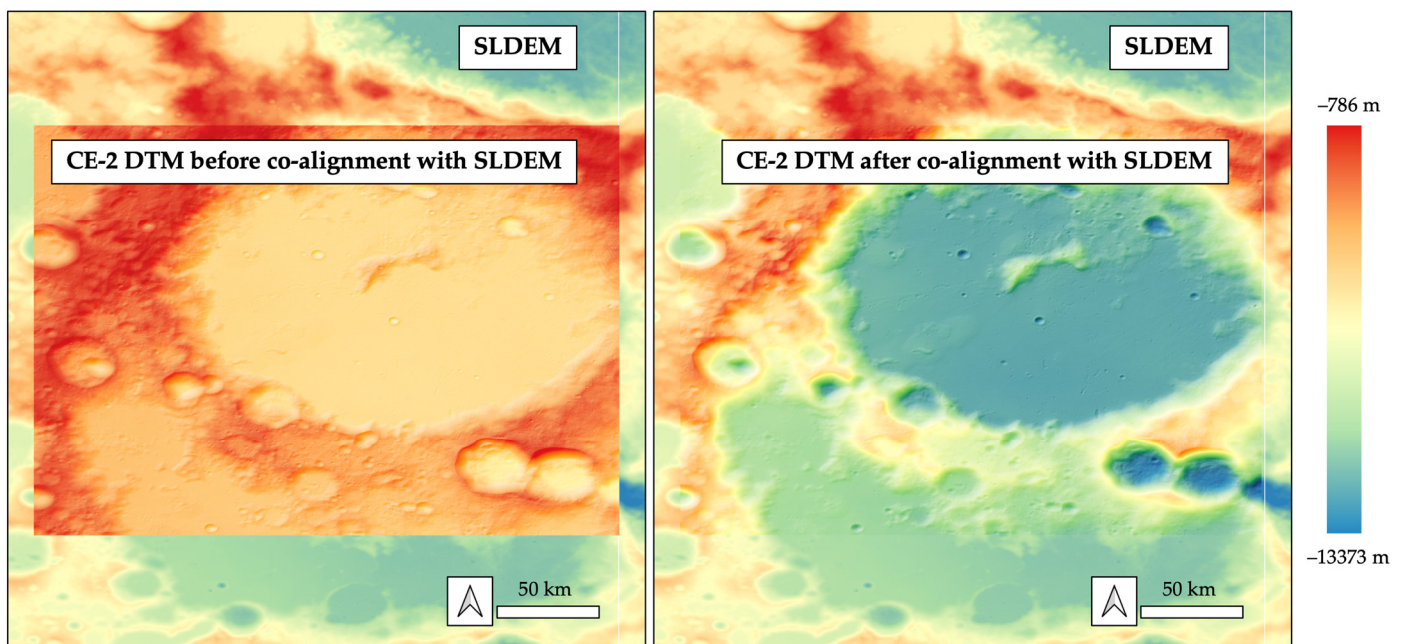 SLDEM
CE-2 DTM before co-alignment with SLDEM
50 km
SLDEM
CE-2 DTM after co-alignment with SLDEM
50 km
−786 m
−13373 m